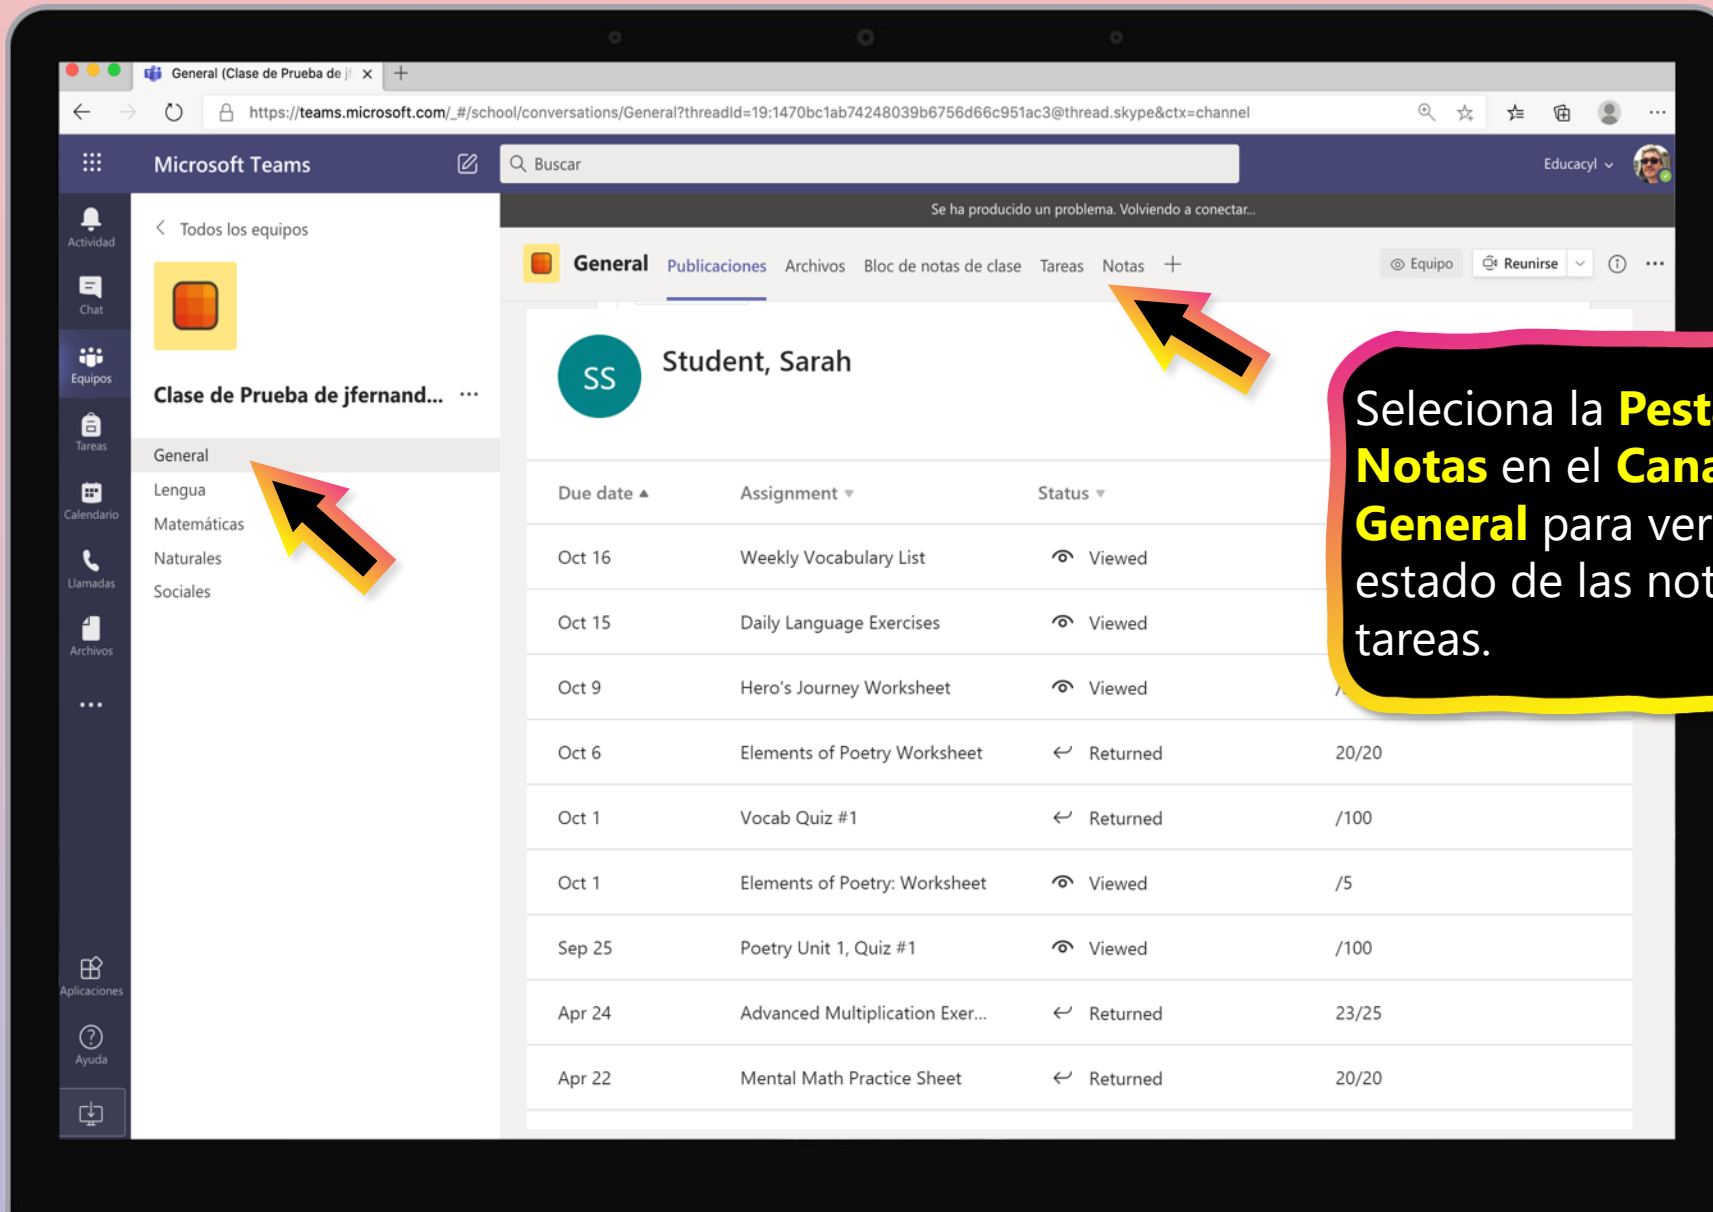 General (Clase de Prueba de jf
https://teams.microsoft.com/_#/school/conversations/General?threadId=19:1470bc1ab74248039b6756d66c951ac3@thread.skype&ctx=channel
Microsoft Teams
Buscar
Educacyl
Se ha producido un problema. Volviendo a conectar...
Actividad
Chat
Equipos
Tareas
Calendario
Llamadas
Archivos
Aplicaciones
Ayuda
Todos los equipos
Clase de Prueba de jfernand...
General
Lengua
Matemáticas
Naturales
Sociales
General Publicaciones Archivos Bloc de notas de clase Tareas Notas
Equipo Reunirse
SS Student, Sarah
Due date Assignment Status
Oct 16 Weekly Vocabulary List Viewed
Oct 15 Daily Language Exercises Viewed
Oct 9 Hero's Journey Worksheet Viewed
Oct 6 Elements of Poetry Worksheet Returned 20/20
Oct 1 Vocab Quiz #1 Returned /100
Oct 1 Elements of Poetry: Worksheet Viewed /5
Sep 25 Poetry Unit 1, Quiz #1 Viewed /100
Apr 24 Advanced Multiplication Exer... Returned 23/25
Apr 22 Mental Math Practice Sheet Returned 20/20
Seleciona la Pest
Notas en el Cana
General para ver
estado de las not
tareas.